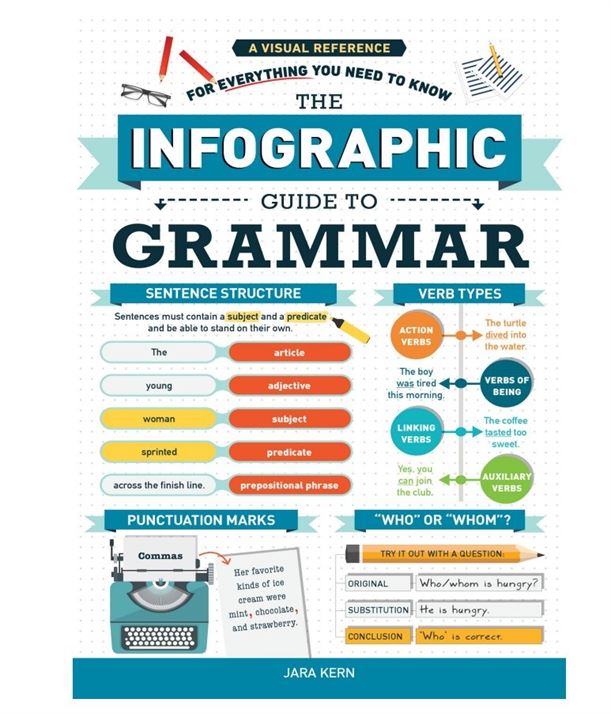 A VISUAL REFERENCE
FOR EVERYTHING YOU NEED TO KNOW
THE
INFOGRAPHIC
GUIDE TO
GRAMMAR
SENTENCE STRUCTURE
Sentences must contain a subject and a predicate
and be able to stand on their own.
The article
young adjective
woman subject
sprinted predicate
across the finish line. prepositional phrase
VERB TYPES
ACTION
VERBS
The turtle
dived into
the water.
The boy
was tired
this morning.
VERBS OF
BEING
LINKING
VERBS
The coffee
tasted too
sweet.
Yes, you
can join
the club.
AUXILIARY
VERBS
PUNCTUATION MARKS
Commas
Her favorite
kinds of ice
cream were
mint, chocolate,
and strawberry.
"WHO" OR "WHOM"?
TRY IT OUT WITH A QUESTION:
ORIGINAL Who/whom is hungry?
SUBSTITUTION He is hungry.
CONCLUSION 'Who' is correct.
JARA KERN